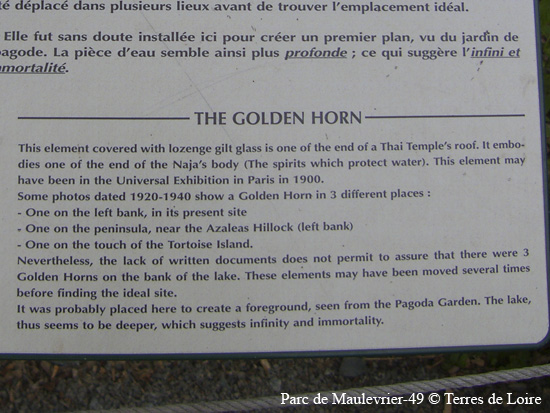 té déplacé dans plusieurs lieux avant de trouver l'emplacement idéal.
Elle fut sans doute installée ici pour créer un premier plan, vu du jardin de
pagode. La pièce d'eau semble ainsi plus profonde ; ce qui suggère l'infini et
mmortalité.
THE GOLDEN HORN
This element covered with lozenge gilt glass is one of the end of a Thai Temple's roof. It embo-
dies one of the end of the Naja's body (The spirits which protect water). This element may
have been in the Universal Exhibition in Paris in 1900.
Some photos dated 1920-1940 show a Golden Horn in 3 different places :
- One on the left bank, in its present site
- One on the peninsula, near the Azaleas Hillock (left bank)
- One on the touch of the Tortoise Island.
Nevertheless, the lack of written documents does not permit to assure that there were 3
Golden Horns on the bank of the lake. These elements may have been moved several times
before finding the ideal site.
It was probably placed here to create a foreground, seen from the Pagoda Garden. The lake,
thus seems to be deeper, which suggests infinity and immortality.
Parc de Maulevrier-49 © Terres de Loire